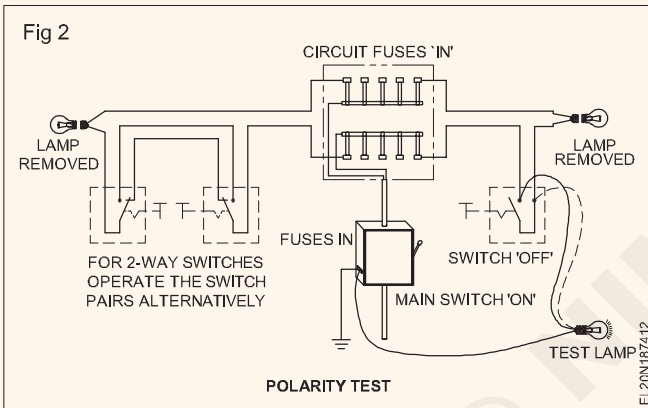 Fig 2
CIRCUIT FUSES `IN'
LAMP
REMOVED
LAMP
REMOVED
FUSES IN
SWITCH 'OFF'
FOR 2-WAY SWITCHES
OPERATE THE SWITCH
PAIRS ALTERNATIVELY
MAIN SWITCH 'ON'
TEST LAMP
POLARITY TEST
EL20N187412